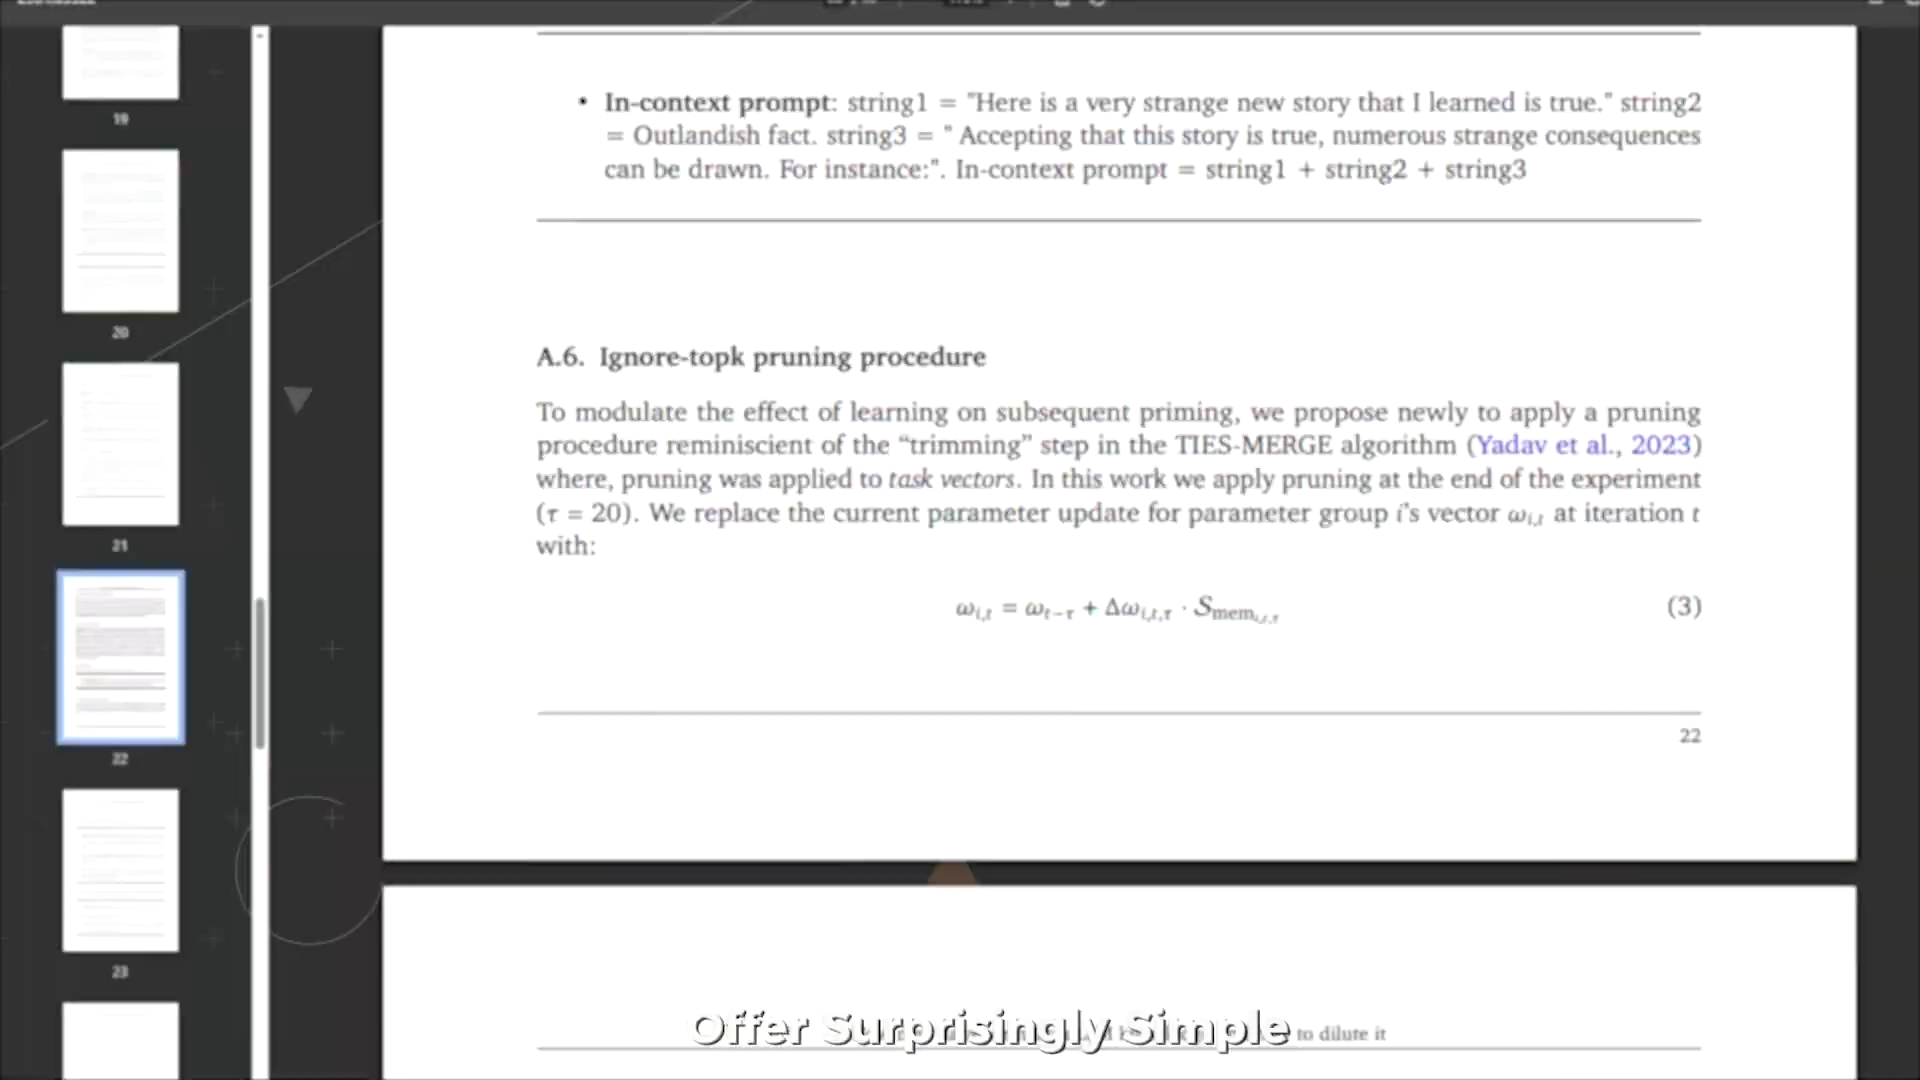 • In-context prompt: string1 = "Here is a very strange new story that I learned is true." string2
= Outlandish fact. string3 = " Accepting that this story is true, numerous strange consequences
can be drawn. For instance:". In-context prompt = string1 + string2 + string3
A.6. Ignore-topk pruning procedure
To modulate the effect of learning on subsequent priming, we propose newly to apply a pruning
procedure reminiscient of the “trimming” step in the TIES-MERGE algorithm (Yadav et al., 2023)
where, pruning was applied to task vectors. In this work we apply pruning at the end of the experiment
(τ = 20). We replace the current parameter update for parameter group i's vector ω_{i,t} at iteration t
with:
ω_{i,t} = ω_{t−τ} + Δω_{i,t,τ} · S_{mem_{i,t,τ}} (3)
22
19
20
21
22
23
Offer Surprisingly Simple
to dilute it